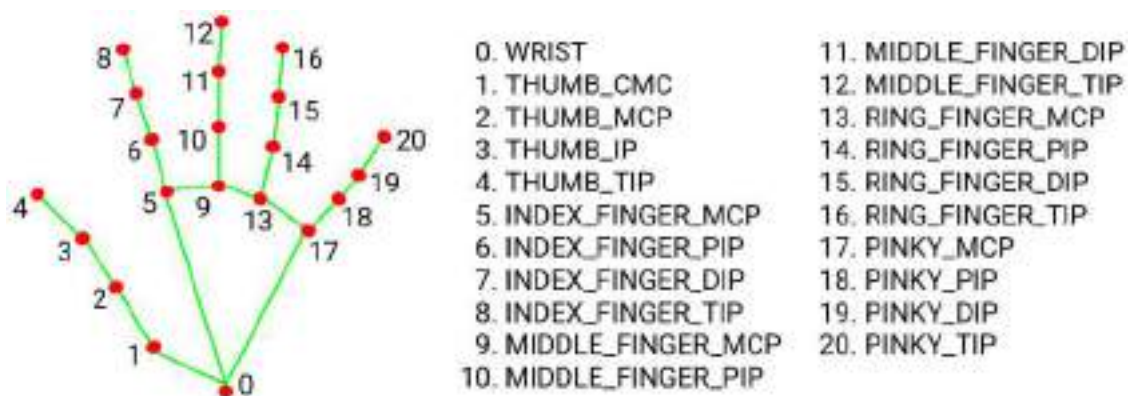 12
8
16
11
7
15
10
20
6
14
19
4
5
9
13
18
3
17
2
1
0
0. WRIST
1. THUMB_CMC
2. THUMB_MCP
3. THUMB_IP
4. THUMB_TIP
5. INDEX_FINGER_MCP
6. INDEX_FINGER_PIP
7. INDEX_FINGER_DIP
8. INDEX_FINGER_TIP
9. MIDDLE_FINGER_MCP
10. MIDDLE_FINGER_PIP
11. MIDDLE_FINGER_DIP
12. MIDDLE_FINGER_TIP
13. RING_FINGER_MCP
14. RING_FINGER_PIP
15. RING_FINGER_DIP
16. RING_FINGER_TIP
17. PINKY_MCP
18. PINKY_PIP
19. PINKY_DIP
20. PINKY_TIP